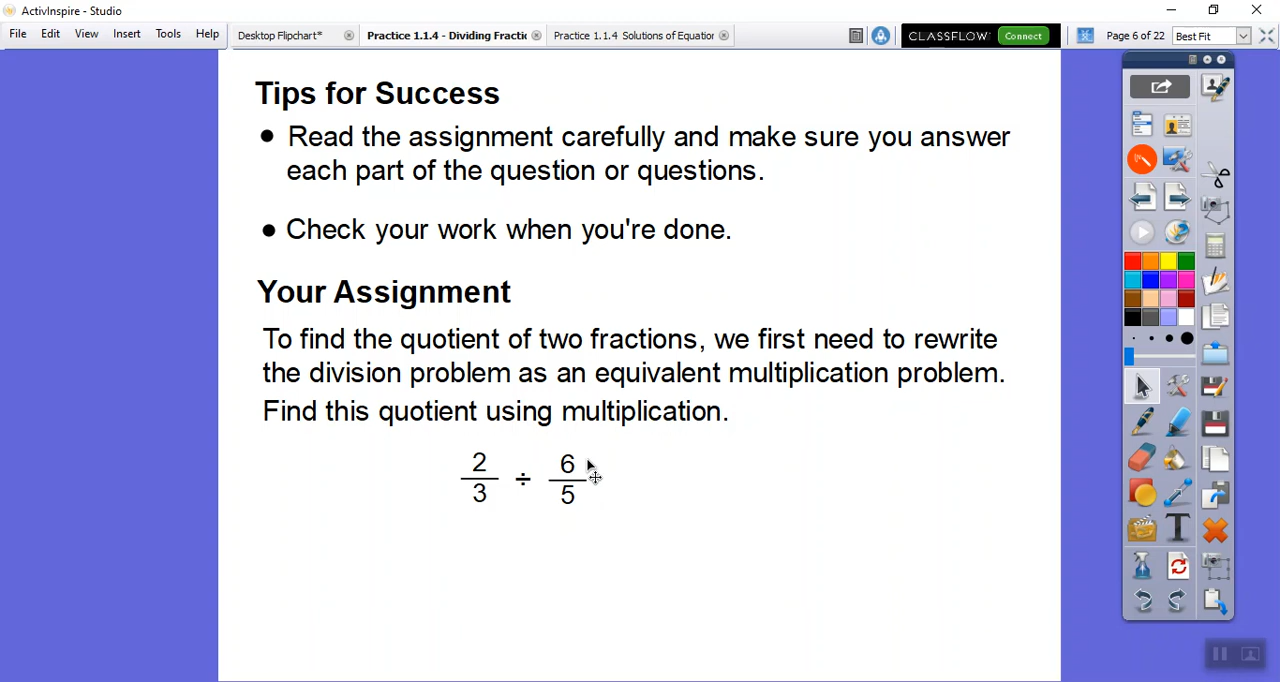 ActivInspire - Studio
File Edit View Insert Tools Help
Desktop Flipchart*
Practice 1.1.4 - Dividing Fractic
Practice 1.1.4 Solutions of Equatior
CLASSFLOW Connect
Page 6 of 22
Best Fit
Tips for Success
● Read the assignment carefully and make sure you answer
each part of the question or questions.
● Check your work when you're done.
Your Assignment
To find the quotient of two fractions, we first need to rewrite
the division problem as an equivalent multiplication problem.
Find this quotient using multiplication.
2/3 ÷ 6/5